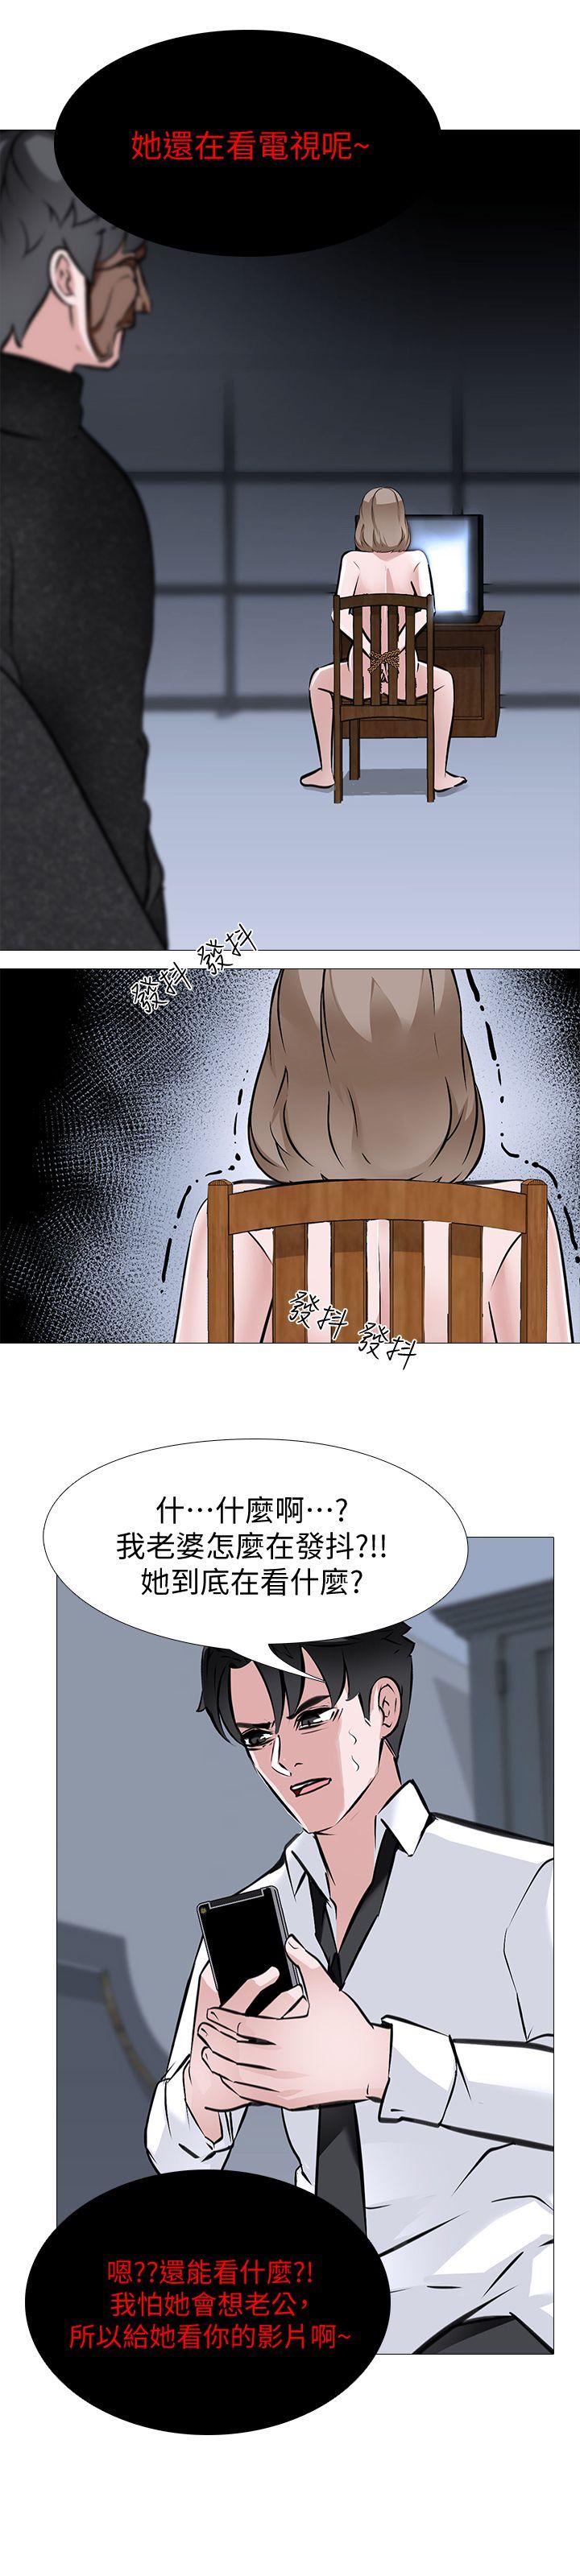 她還在看電視呢~
發抖 發抖
發抖 發抖
什⋯什麼啊⋯?
我老婆怎麼在發抖?!!
她到底在看什麼?
嗯??還能看什麼?!
我怕她會想老公，
所以給她看你的影片啊~